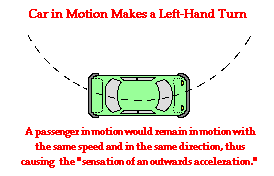 Car in Motion Makes a Left-Hand Turn
A passenger in motion would remain in motion with
the same speed and in the same direction, thus
causing the "sensation of an outwards acceleration."